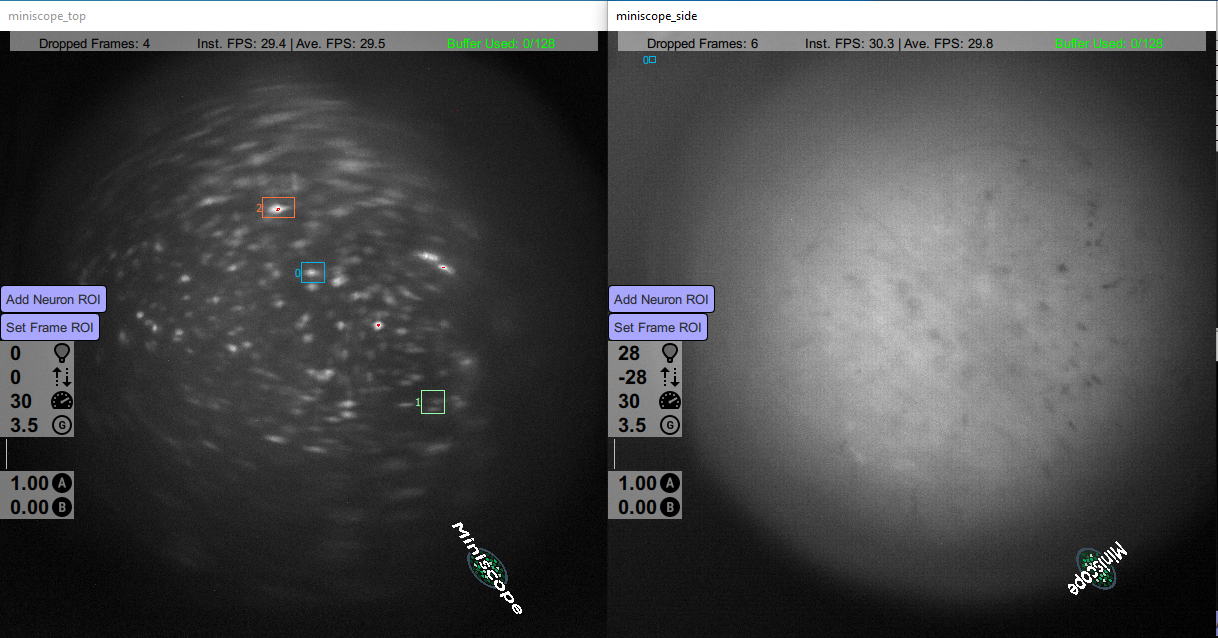 miniscope_top
Dropped Frames: 4 Inst. FPS: 29.4 | Ave. FPS: 29.5 Buffer Used: 0/128
2
0
Add Neuron ROI
Set Frame ROI
0
0
30
3.5 G
1
1.00 A
0.00 B
Miniscope
miniscope_side
Dropped Frames: 6 Inst. FPS: 30.3 | Ave. FPS: 29.8 Buffer Used: 0/128
0
Add Neuron ROI
Set Frame ROI
28
-28
30
3.5 G
1.00 A
0.00 B
Miniscope